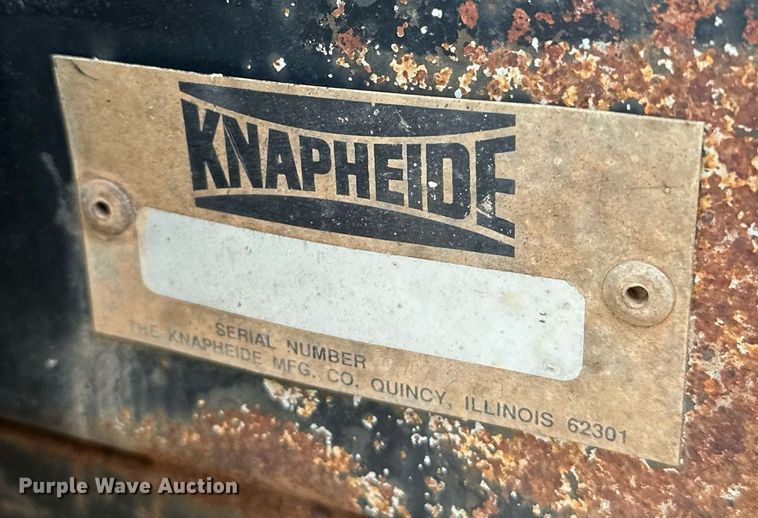 KNAPHEIDE
SERIAL NUMBER
THE KNAPHEIDE MFG. CO. QUINCY, ILLINOIS 62301
Purple Wave Auction